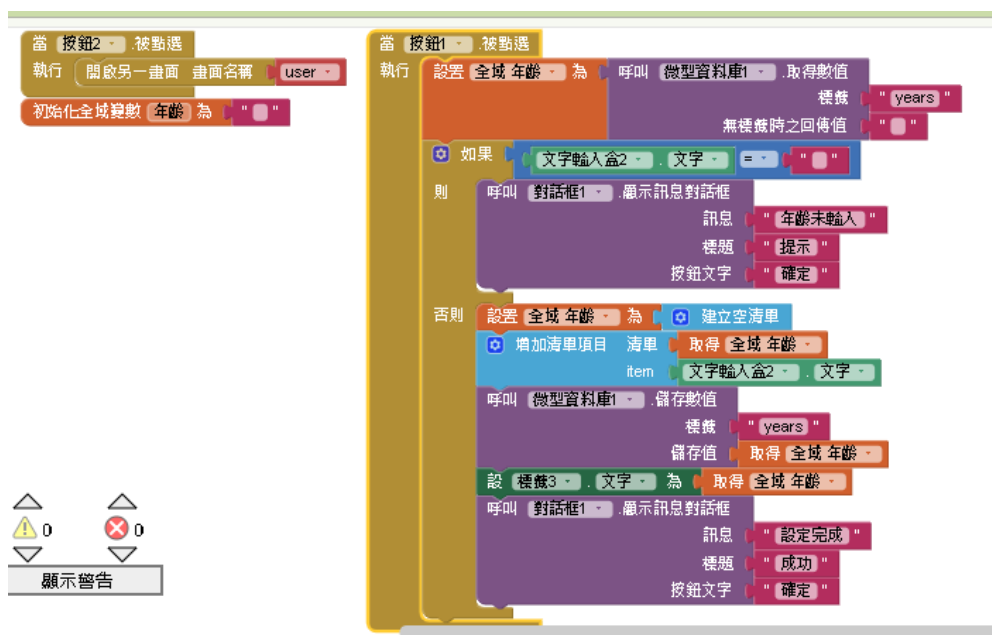 當 按鈕2 .被點選
執行 開啟另一畫面 畫面名稱 user
初始化全域變數 年齡 為 " "
當 按鈕1 .被點選
執行 設置 全域 年齡 為 呼叫 微型資料庫1 .取得數值
標籤 " years "
無標籤時之回傳值 " "
如果 文字輸入盒2 . 文字 = " "
則 呼叫 對話框1 .顯示訊息對話框
訊息 " 年齡未輸入 "
標題 " 提示 "
按鈕文字 " 確定 "
否則 設置 全域 年齡 為 建立空清單
增加清單項目 清單 取得 全域 年齡
item 文字輸入盒2 . 文字
呼叫 微型資料庫1 .儲存數值
標籤 " years "
儲存值 取得 全域 年齡
設 標籤3 . 文字 為 取得 全域 年齡
呼叫 對話框1 .顯示訊息對話框
訊息 " 設定完成 "
標題 " 成功 "
按鈕文字 " 確定 "
0 0
顯示警告